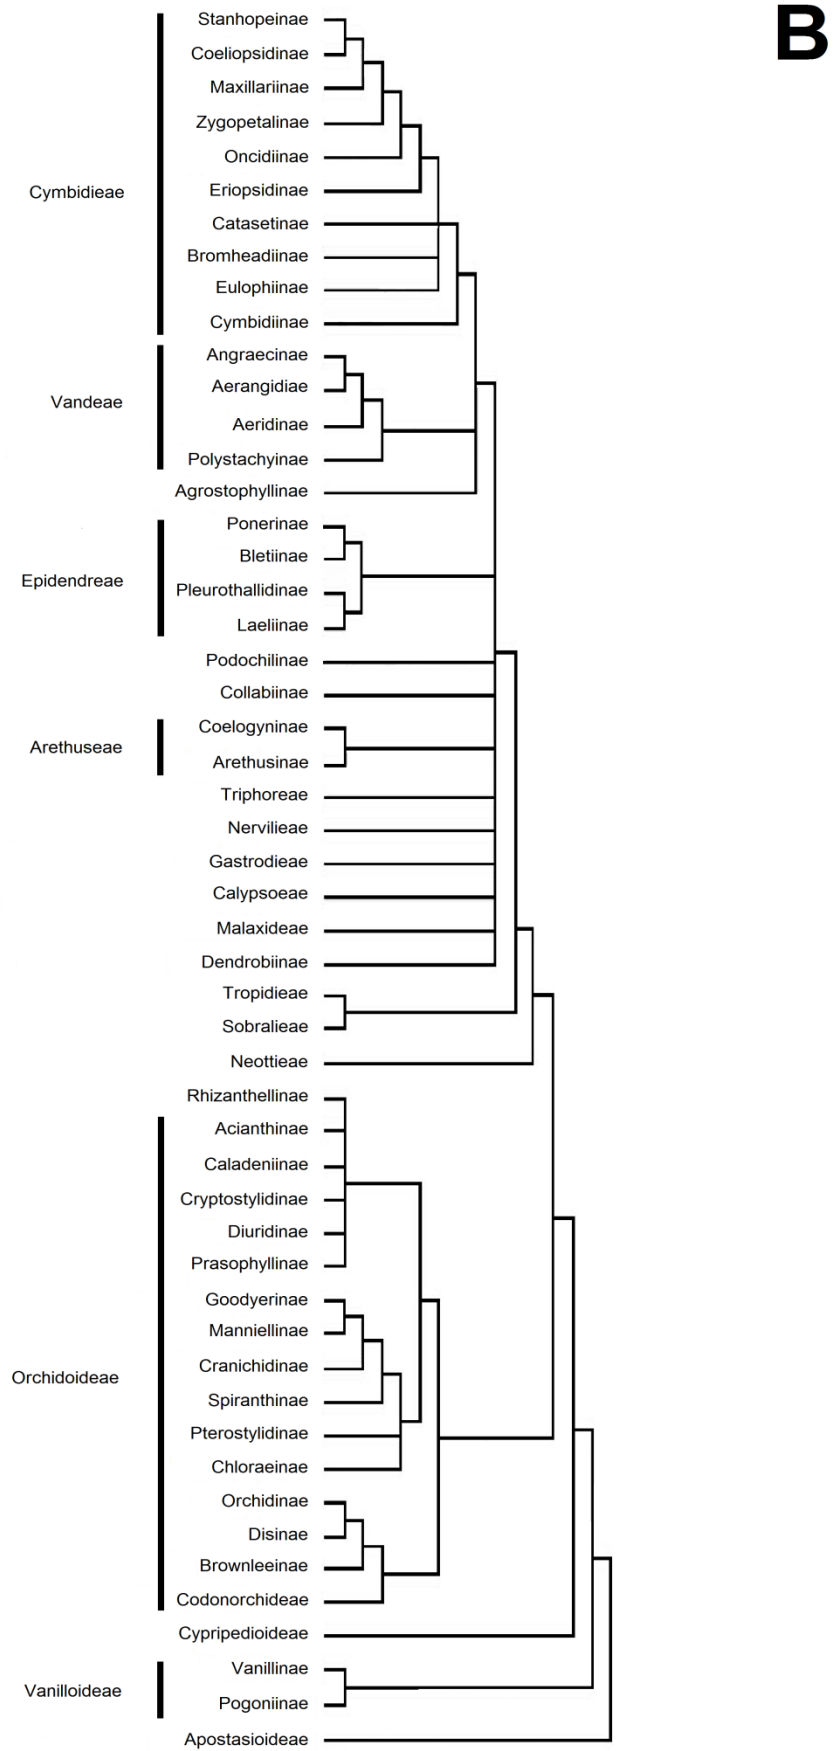 B
Stanhopeinae
Coeliopsidinae
Maxillariinae
Zygopetalinae
Oncidiinae
Eriopsidinae
Cymbidieae
Catasetinae
Bromheadiinae
Eulophiinae
Cymbidiinae
Angraecinae
Aerangidiae
Vandeae
Aeridinae
Polystachyinae
Agrostophyllinae
Ponerinae
Bletiinae
Epidendreae
Pleurothallidinae
Laeliinae
Podochilinae
Collabiinae
Coelogyninae
Arethuseae
Arethusinae
Triphoreae
Nervilieae
Gastrodieae
Calypsoeae
Malaxideae
Dendrobiinae
Tropidieae
Sobralieae
Neottieae
Rhizanthellinae
Acianthinae
Caladeniinae
Cryptostylidinae
Diuridinae
Prasophyllinae
Goodyerinae
Manniellinae
Cranichidinae
Orchidoideae
Spiranthinae
Pterostylidinae
Chloraeinae
Orchidinae
Disinae
Brownleeinae
Codonorchideae
Cypripedioideae
Vanillinae
Vanilloideae
Pogoniinae
Apostasioideae